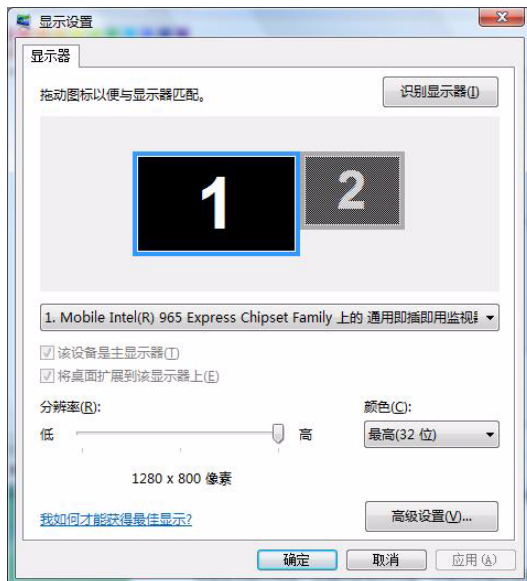 显示设置
显示器
拖动图标以便与显示器匹配。
识别显示器(I)
1
2
1. Mobile Intel(R) 965 Express Chipset Family 上的 通用即插即用监视
该设备是主显示器(T)
将桌面扩展到该显示器上(E)
分辨率(R):
颜色(C):
低
高
最高(32 位)
1280 x 800 像素
我如何才能获得最佳显示?
高级设置(V)...
确定
取消
应用(A)